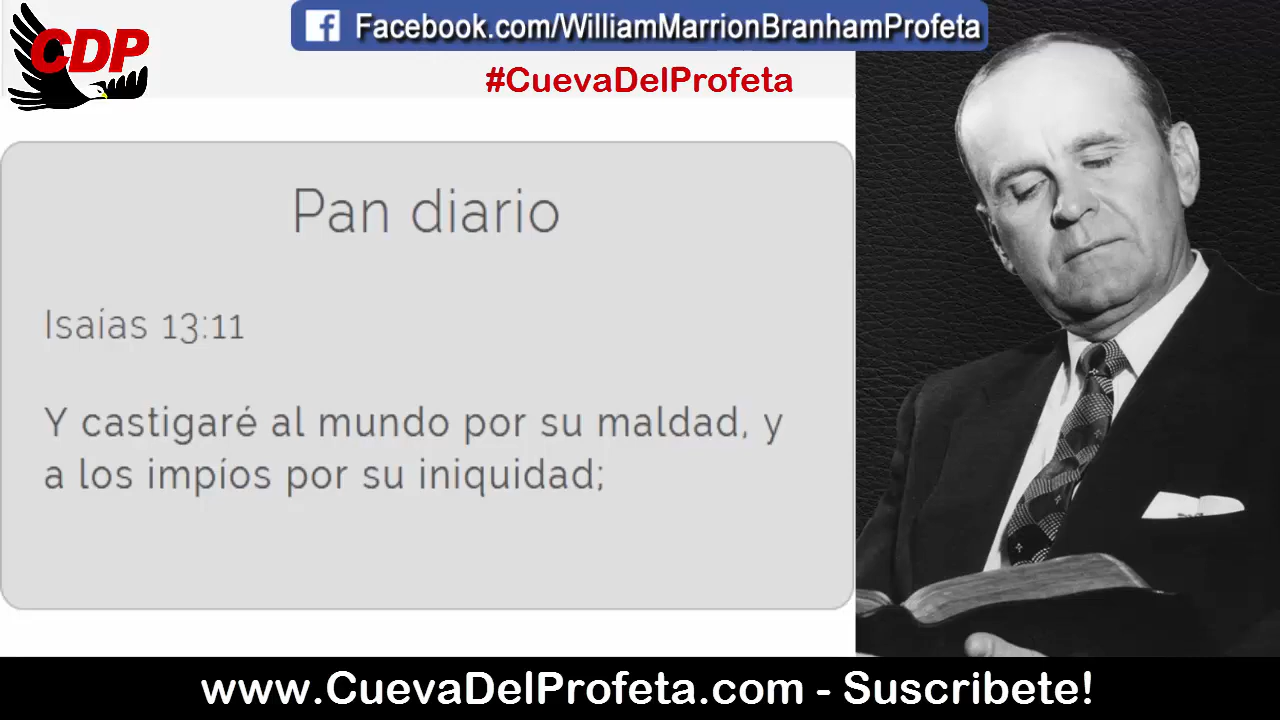 CDP
Facebook.com/WilliamMarrionBranhamProfeta
#CuevaDelProfeta
Pan diario
Isaías 13:11
Y castigaré al mundo por su maldad, y
a los impíos por su iniquidad;
www.CuevaDelProfeta.com - Suscribete!